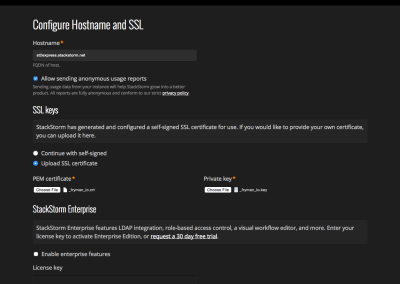 Configure Hostname and SSL
Hostname*
st2express.stackstorm.net
FQDN of host.
Allow sending anonymous usage reports
Sending usage data from your instance will help StackStorm grow into a better
product. All reports are fully anonymous and conform to our strict privacy policy.
SSL keys
StackStorm has generated and configured a self-signed SSL certificate for use. If you would like to provide your own certificate,
you can upload it here.
Continue with self-signed
Upload SSL certificate
PEM certificate* Private key*
Choose File _hyman_io.crt Choose File _hyman_io.key
StackStorm Enterprise
StackStorm Enterprise features LDAP integration, role-based access control, a visual workflow editor, and more. Enter your
license key to activate Enterprise Edition, or request a 30 day free trial.
Enable enterprise features
License key